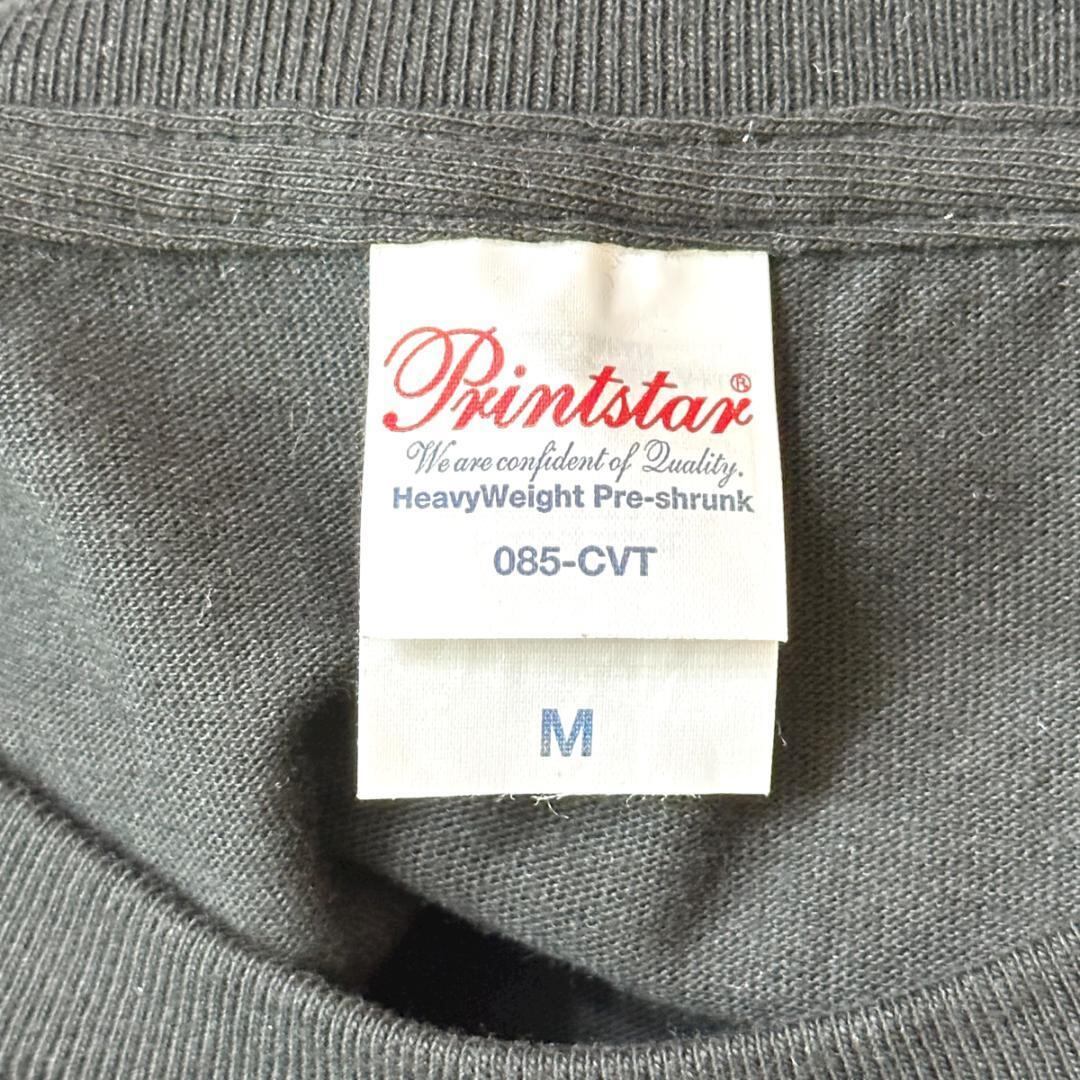 Printstar®
We are confident of Quality.
HeavyWeight Pre-shrunk
085-CVT
M